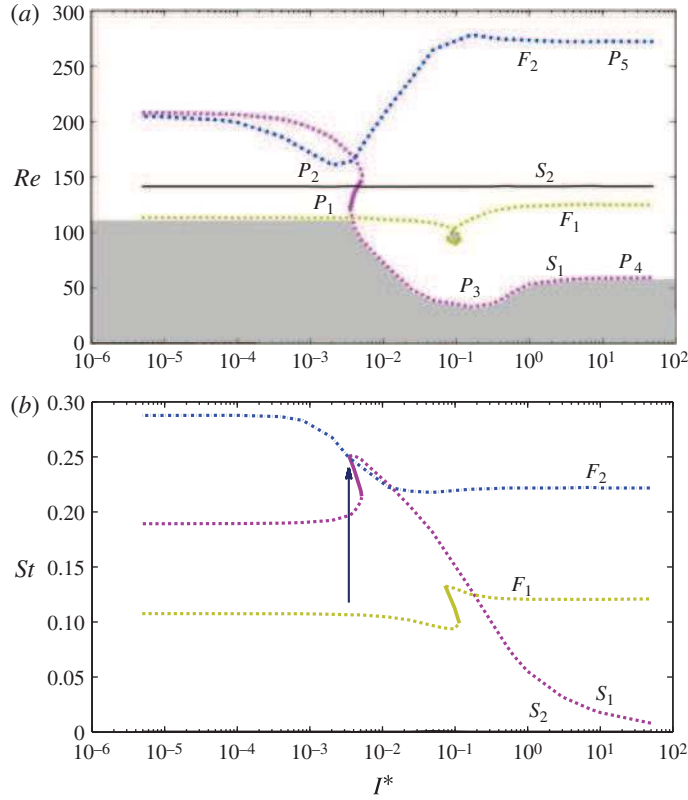 (a)
300
250
200
150
100
50
0
Re
F₂ P₅
P₂ S₂
P₁ F₁
P₃ S₁ P₄
10⁻⁶ 10⁻⁵ 10⁻⁴ 10⁻³ 10⁻² 10⁻¹ 10⁰ 10¹ 10²
(b)
0.30
0.25
0.20
0.15
0.10
0.05
0
St
F₂
F₁
S₂ S₁
10⁻⁶ 10⁻⁵ 10⁻⁴ 10⁻³ 10⁻² 10⁻¹ 10⁰ 10¹ 10²
I*